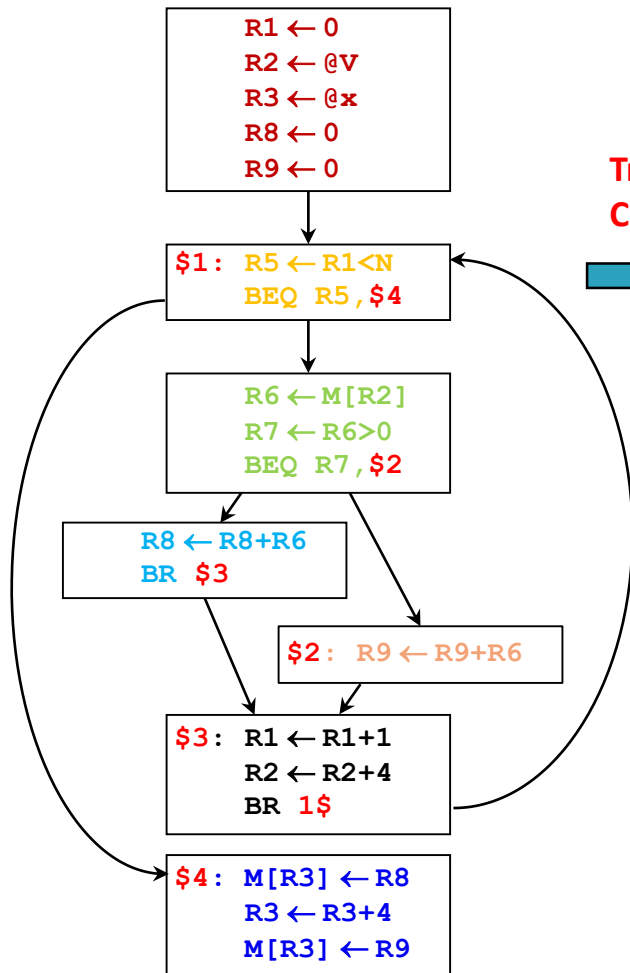 R1 ← 0
R2 ← @V
R3 ← @x
R8 ← 0
R9 ← 0
$1: R5 ← R1<N
BEQ R5,$4
R6 ← M[R2]
R7 ← R6>0
BEQ R7,$2
R8 ← R8+R6
BR $3
$2: R9 ← R9+R6
$3: R1 ← R1+1
R2 ← R2+4
BR 1$
$4: M[R3] ← R8
R3 ← R3+4
M[R3] ← R9